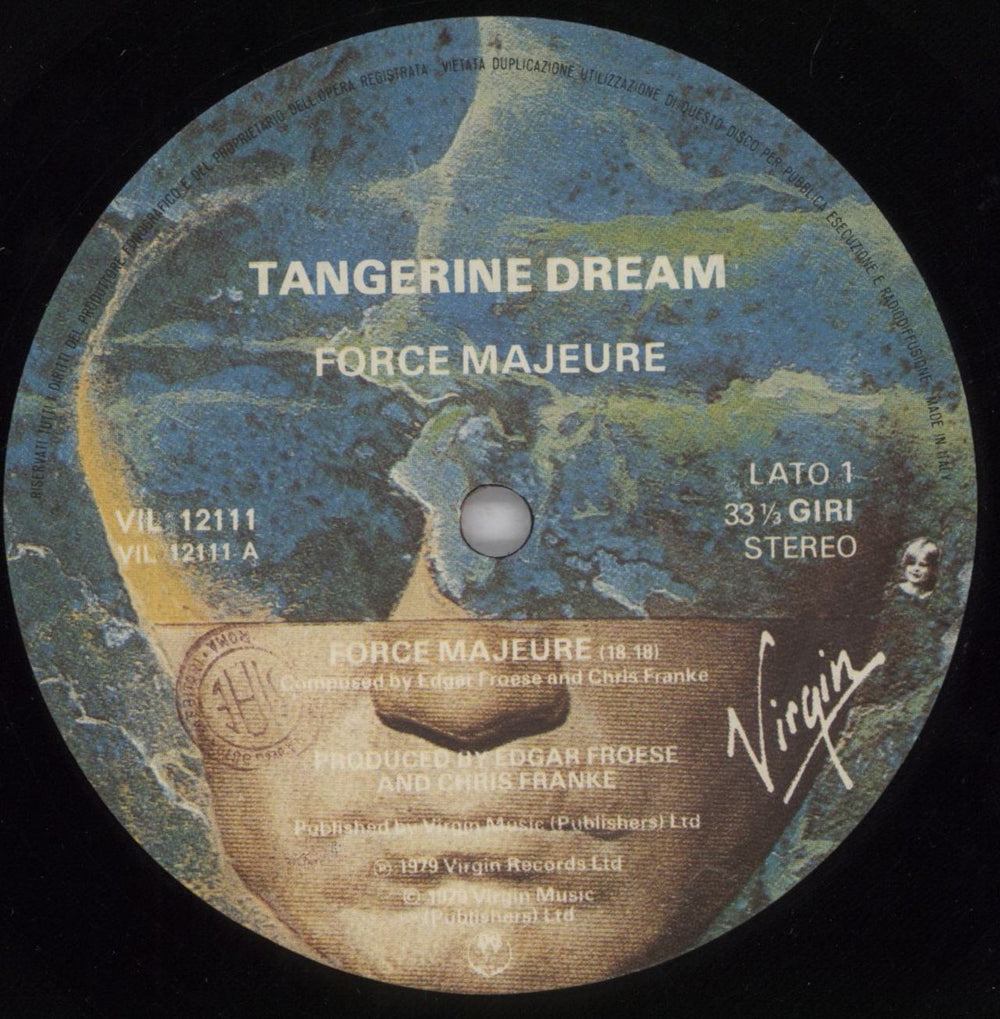 RISERVATI TUTTI I DIRITTI DEL PRODUTTORE FONOGRAFICO E DEL PROPRIETARIO DELL'OPERA REGISTRATA VIETATA DUPLICAZIONE UTILIZZAZIONE DI QUESTO DISCO PER PUBBLICA ESECUZIONE E RADIODIFFUSIONE MADE IN ITALY
TANGERINE DREAM
FORCE MAJEURE
LATO 1
VIL 12111
33 ⅓ GIRI
VIL 12111 A
STEREO
FORCE MAJEURE (18.18)
Composed by Edgar Froese and Chris Franke
PRODUCED BY EDGAR FROESE
AND CHRIS FRANKE
Virgin
Published by Virgin Music (Publishers) Ltd
℗ 1979 Virgin Records Ltd
© 1979 Virgin Music
(Publishers) Ltd
ROMA